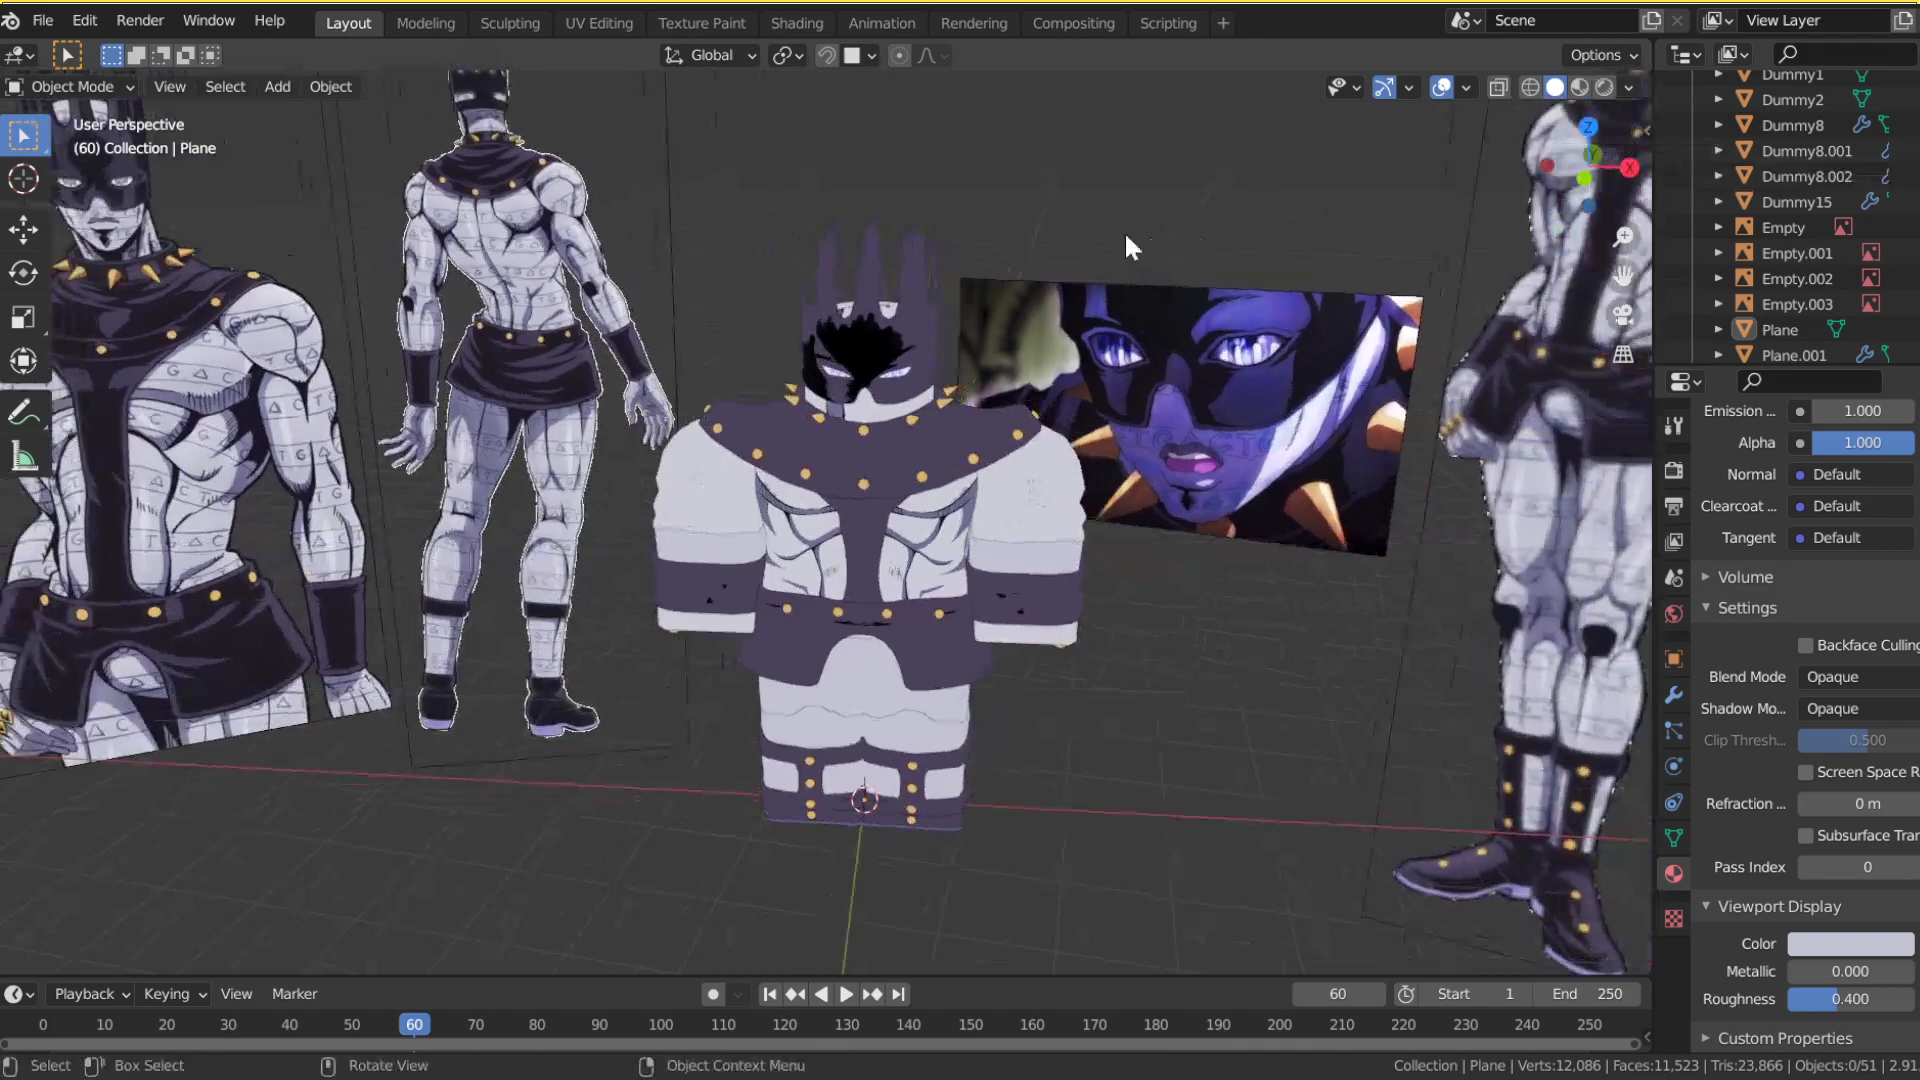 File Edit Render Window Help Layout Modeling Sculpting UV Editing Texture Paint Shading Animation Rendering Compositing Scripting + Scene View Layer
Global Options
Object Mode View Select Add Object
User Perspective
(60) Collection | Plane
Z
Y
X
Dummy1
Dummy2
Dummy8
Dummy8.001
Dummy8.002
Dummy15
Empty
Empty.001
Empty.002
Empty.003
Plane
Plane.001
Emission ... 1.000
Alpha 1.000
Normal Default
Clearcoat ... Default
Tangent Default
Volume
Settings
Backface Culling
Blend Mode Opaque
Shadow Mo... Opaque
Clip Thresh... 0.500
Screen Space R
Refraction ... 0 m
Subsurface Tran
Pass Index 0
Viewport Display
Color
Metallic 0.000
Roughness 0.400
Custom Properties
Playback Keying View Marker 60 Start 1 End 250
0 10 20 30 40 50 60 70 80 90 100 110 120 130 140 150 160 170 180 190 200 210 220 230 240 250
Select Box Select Rotate View Object Context Menu Collection | Plane | Verts:12,086 | Faces:11,523 | Tris:23,866 | Objects:0/51 | 2.91